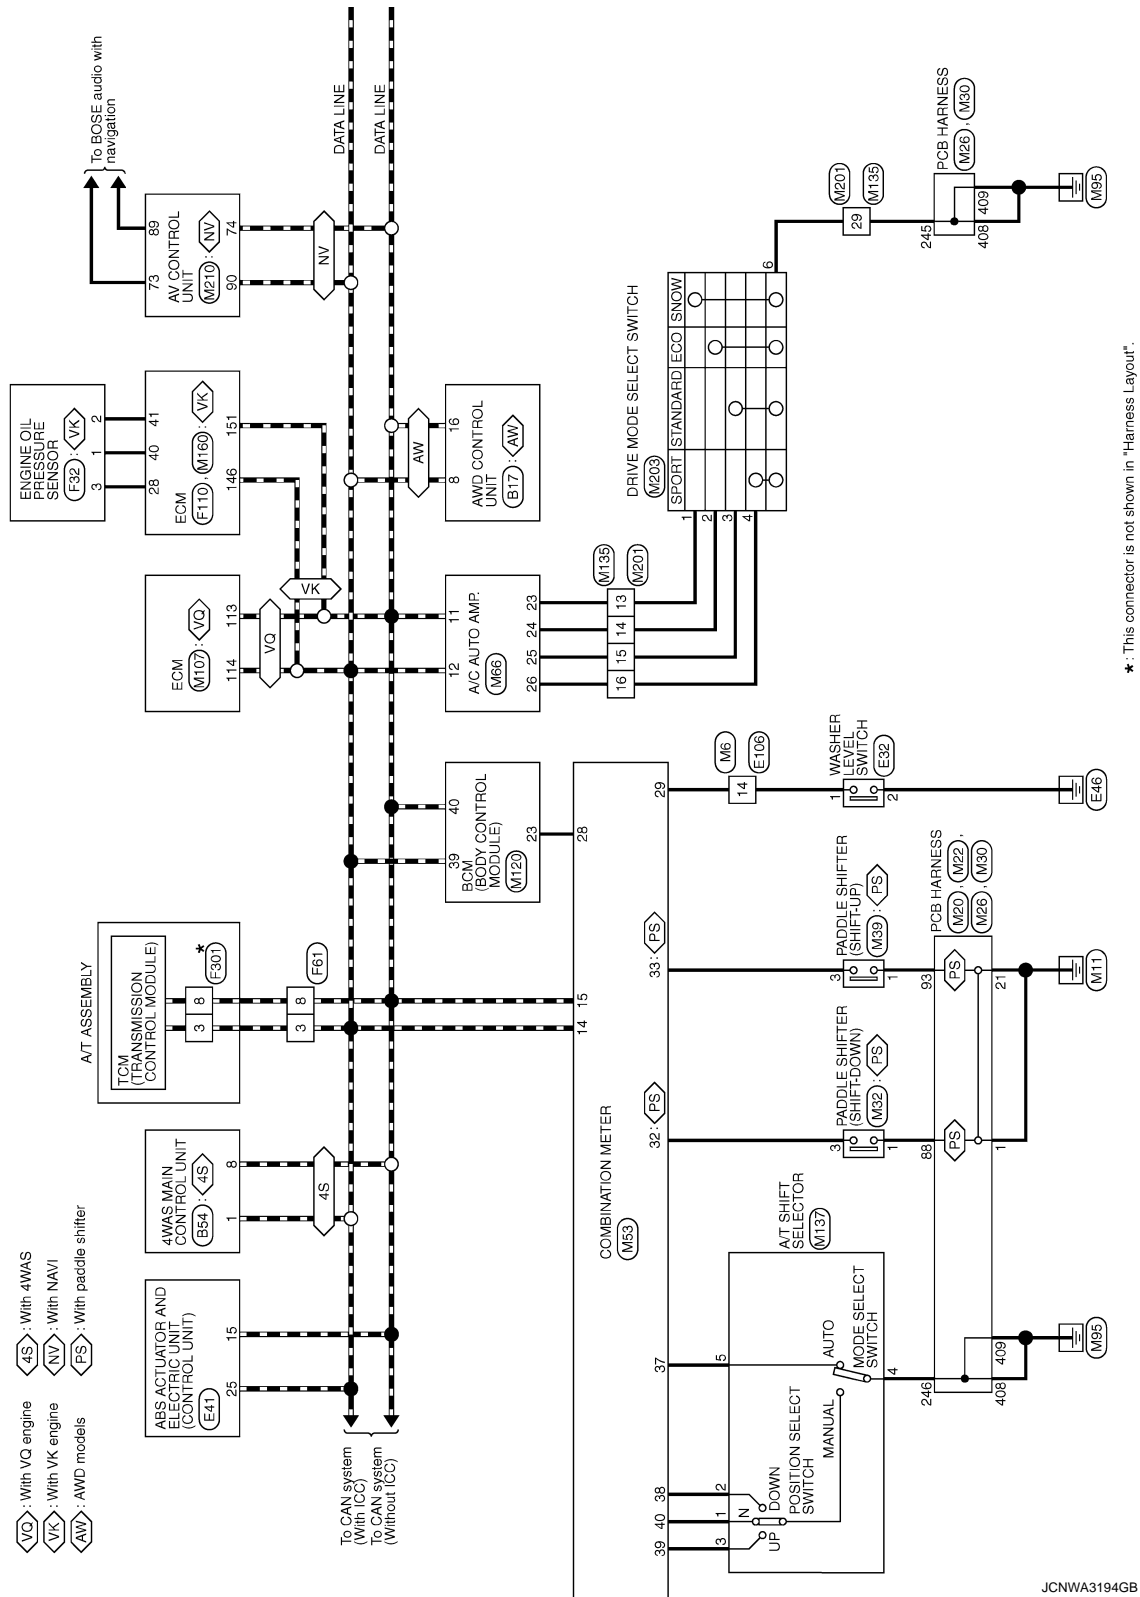 VQ : With VQ engine
VK : With VK engine
AW : AWD models
4S : With 4WAS
NV : With NAVI
PS : With paddle shifter
ABS ACTUATOR AND
ELECTRIC UNIT
(CONTROL UNIT)
E41
25
15
4WAS MAIN
CONTROL UNIT
B54 : 4S
1
8
4S
A/T ASSEMBLY
TCM
(TRANSMISSION
CONTROL MODULE)
3
8
★
F301
3
8
F61
ECM
M107 : VQ
114
113
VQ
VK
ENGINE OIL
PRESSURE
SENSOR
F32 : VK
3
1
2
28
40
41
ECM
F110 , M160 : VK
146
151
To BOSE audio with
navigation
73
89
AV CONTROL
UNIT
M210 : NV
90
74
NV
DATA LINE
DATA LINE
To CAN system
(With ICC)
To CAN system
(Without ICC)
39
40
BCM
(BODY CONTROL
MODULE)
M120
23
12
11
A/C AUTO AMP.
M66
26
25
24
23
AW
8
16
AWD CONTROL
UNIT
B17 : AW
16
15
14
13
M135
M201
DRIVE MODE SELECT SWITCH
M203
SPORT
STANDARD
ECO
SNOW
1
2
3
4
6
29
M201
M135
245
PCB HARNESS
M26 , M30
408
409
M95
14
15
28
COMBINATION METER
M53
39
40
38
37
32 : PS
33 : PS
29
3
1
2
5
N
UP
DOWN
POSITION SELECT
SWITCH
MANUAL
AUTO
MODE SELECT
SWITCH
4
A/T SHIFT
SELECTOR
M137
3
1
PADDLE SHIFTER
(SHIFT-DOWN)
M32 : PS
3
1
PADDLE SHIFTER
(SHIFT-UP)
M39 : PS
14
M6
E106
1
2
WASHER
LEVEL
SWITCH
E32
246
88
93
PS
PS
PCB HARNESS
M20 , M22 ,
M26 , M30
408
409
1
21
M95
M11
E46
★ : This connector is not shown in "Harness Layout".
JCNWA3194GB